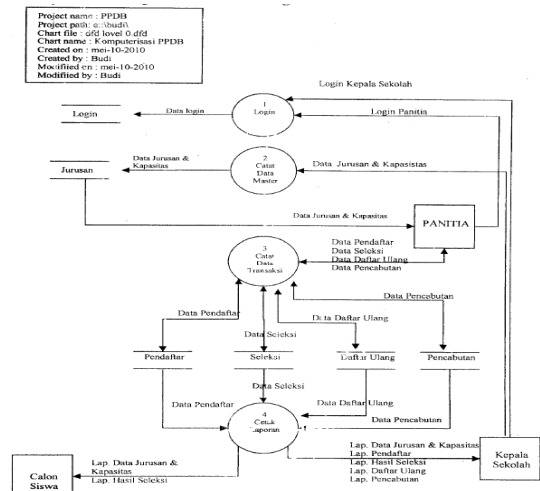 Project name : PPDB
Project path: c:\budi\
Chart file : dfd level 0.dfd
Chart name : Komputerisasi PPDB
Created on : mei-10-2010
Created by : Budi
Modified on : mei-10-2010
Modified by : Budi
Login Kepala Sekolah
1
Login
Login
Data login
Login Panitia
2
Catat
Data
Master
Jurusan
Data Jurusan &
Kapasitas
Data Jurusan & Kapasistas
Data Jurusan & Kapasitas
PANITIA
3
Catat
Data
Transaksi
Data Pendaftar
Data Seleksi
Data Daftar Ulang
Data Pencabutan
Data Pencabutan
Data Pendaftar
Data Seleksi
Data Daftar Ulang
Pendaftar
Seleksi
Daftar Ulang
Pencabutan
Data Seleksi
Data Pendaftar
Data Daftar Ulang
Data Pencabutan
4
Cetak
Laporan
Lap. Data Jurusan & Kapasitas
Lap. Pendaftar
Lap. Hasil Seleksi
Lap. Daftar Ulang
Lap. Pencabutan
Kepala
Sekolah
Calon
Siswa
Lap. Data Jurusan &
Kapasitas
Lap. Hasil Seleksi